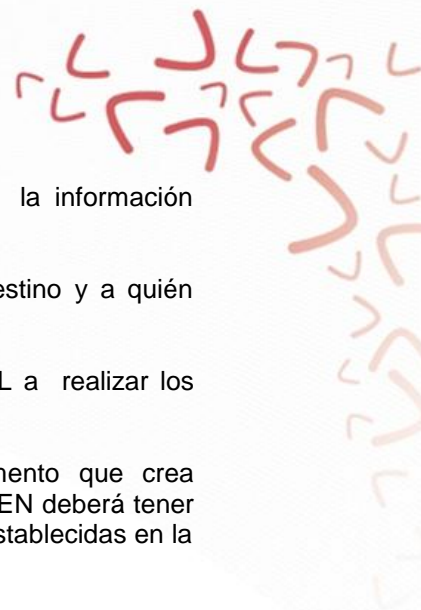 la información
estino y a quién
L a realizar los
mento que crea
EN deberá tener
stablecidas en la